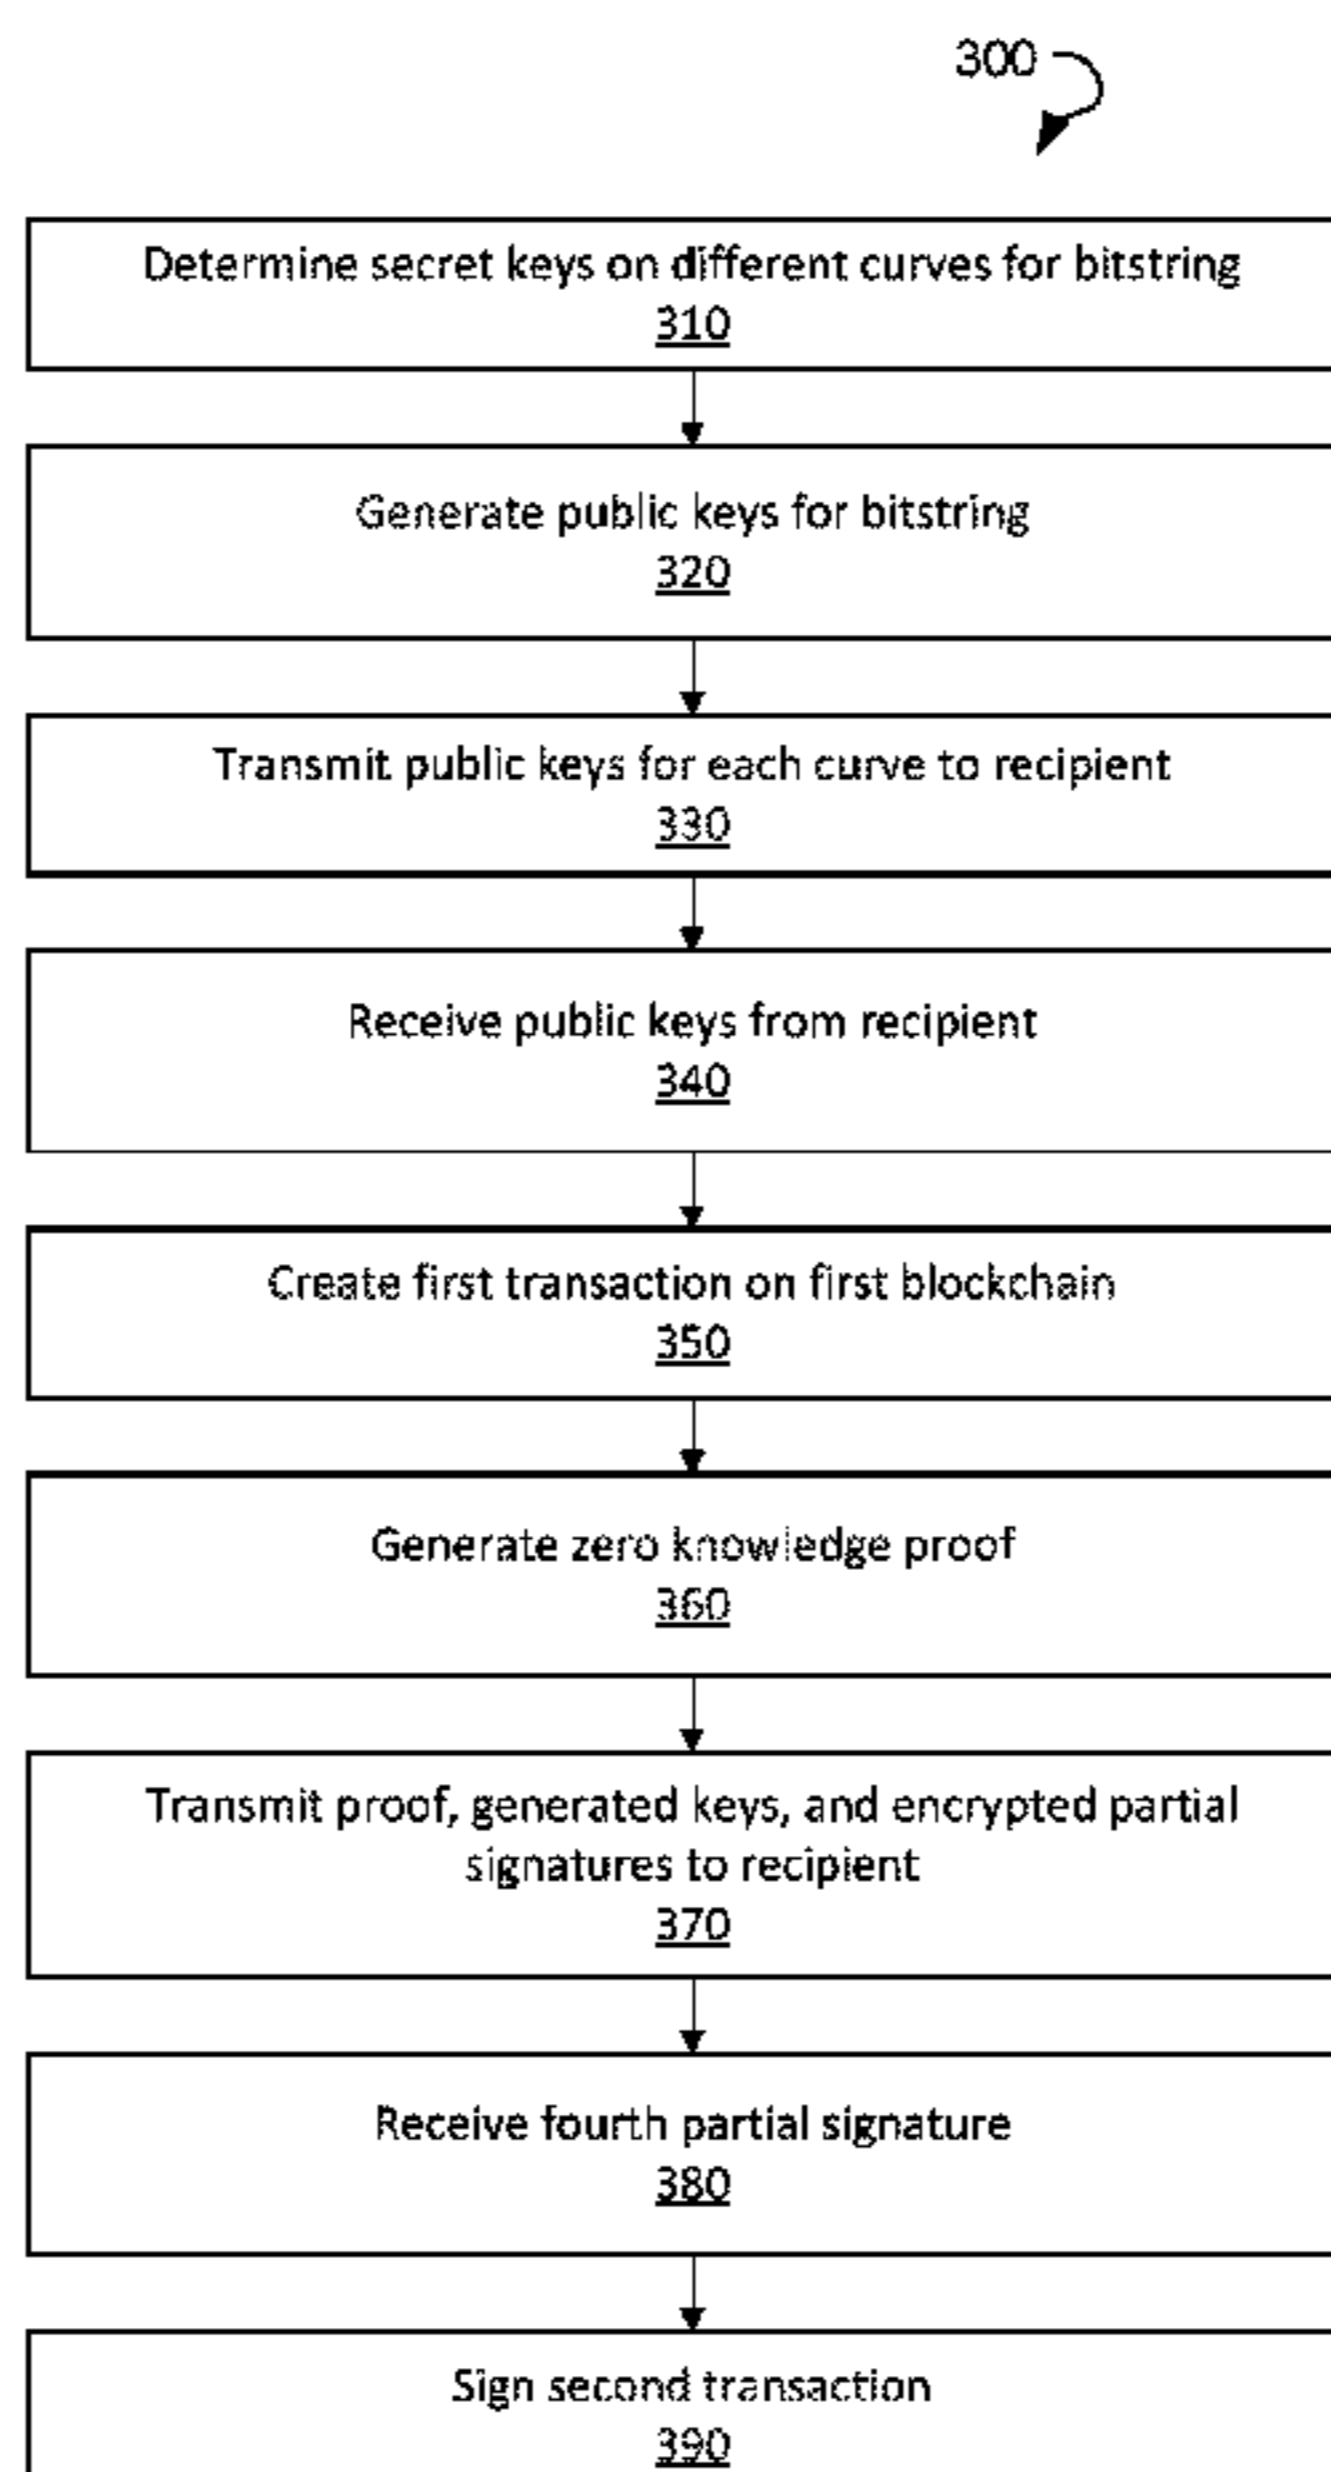 300
Determine secret keys on different curves for bitstring
310
Generate public keys for bitstring
320
Transmit public keys for each curve to recipient
330
Receive public keys from recipient
340
Create first transaction on first blockchain
350
Generate zero knowledge proof
360
Transmit proof, generated keys, and encrypted partial
signatures to recipient
370
Receive fourth partial signature
380
Sign second transaction
390